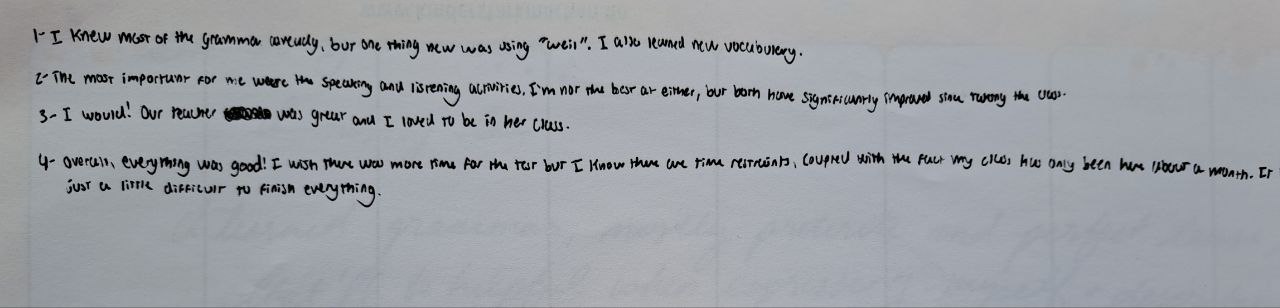 1- I Knew most of the grammar already, but one thing new was using "weil". I also learned new vocabulary.
2- The most important for me were the speaking and listening activities. I'm not the best at either, but both have significantly improved since taking the class.
3- I would! Our teacher was great and I loved to be in her class.
4- Overall, everything was good! I wish there was more time for the test but I know there are time restraints, coupled with the fact my class has only been here about a month. It
just a little difficult to finish everything.